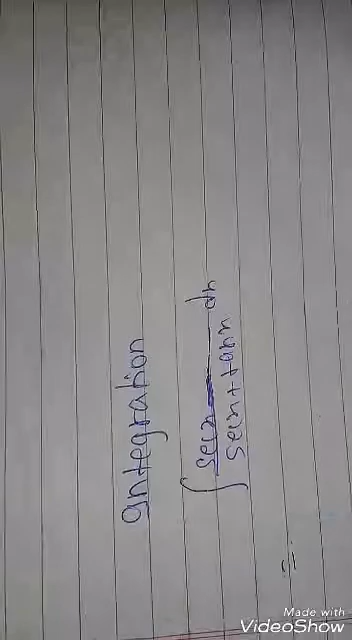 Integration
∫ secx / secx + tanx dx
=
Made with
VideoShow